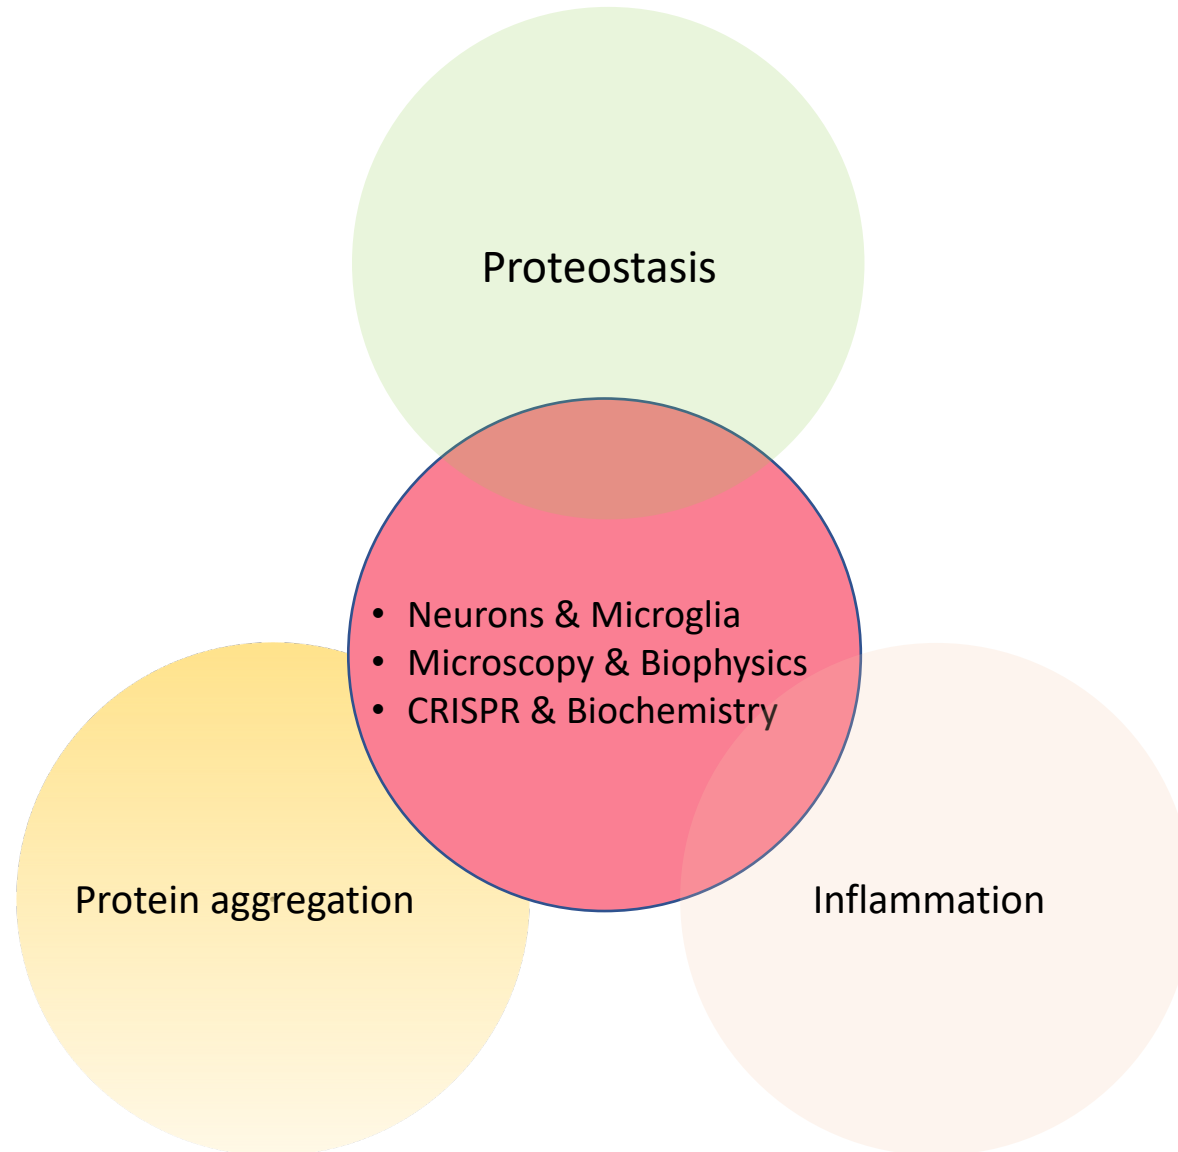 Proteostasis
• Neurons & Microglia
• Microscopy & Biophysics
• CRISPR & Biochemistry
Protein aggregation
Inflammation